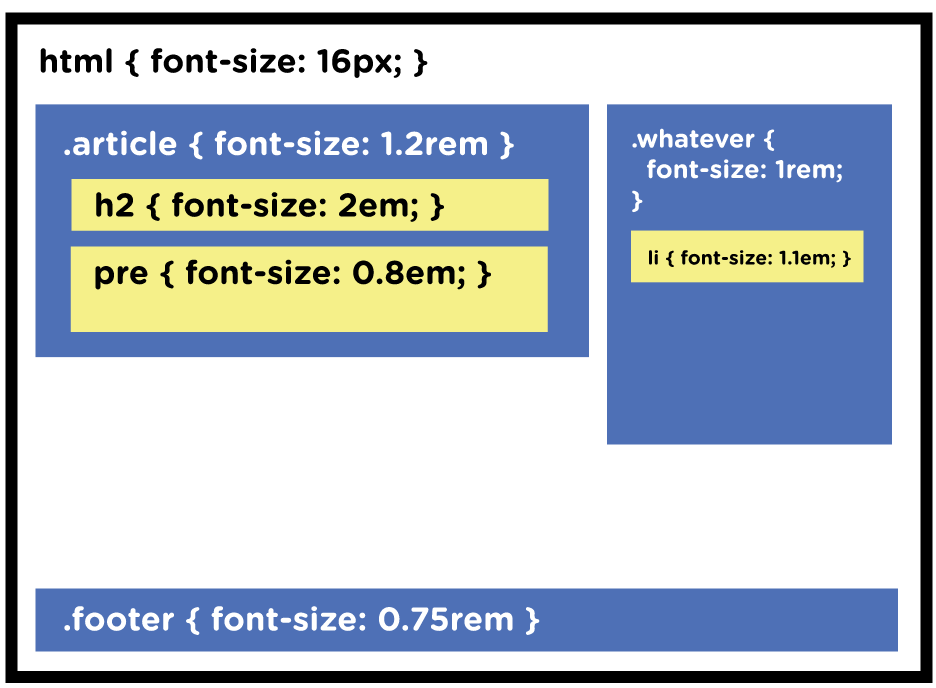 html { font-size: 16px; }
.article { font-size: 1.2rem }
h2 { font-size: 2em; }
pre { font-size: 0.8em; }
.whatever {
font-size: 1rem;
}
li { font-size: 1.1em; }
.footer { font-size: 0.75rem }